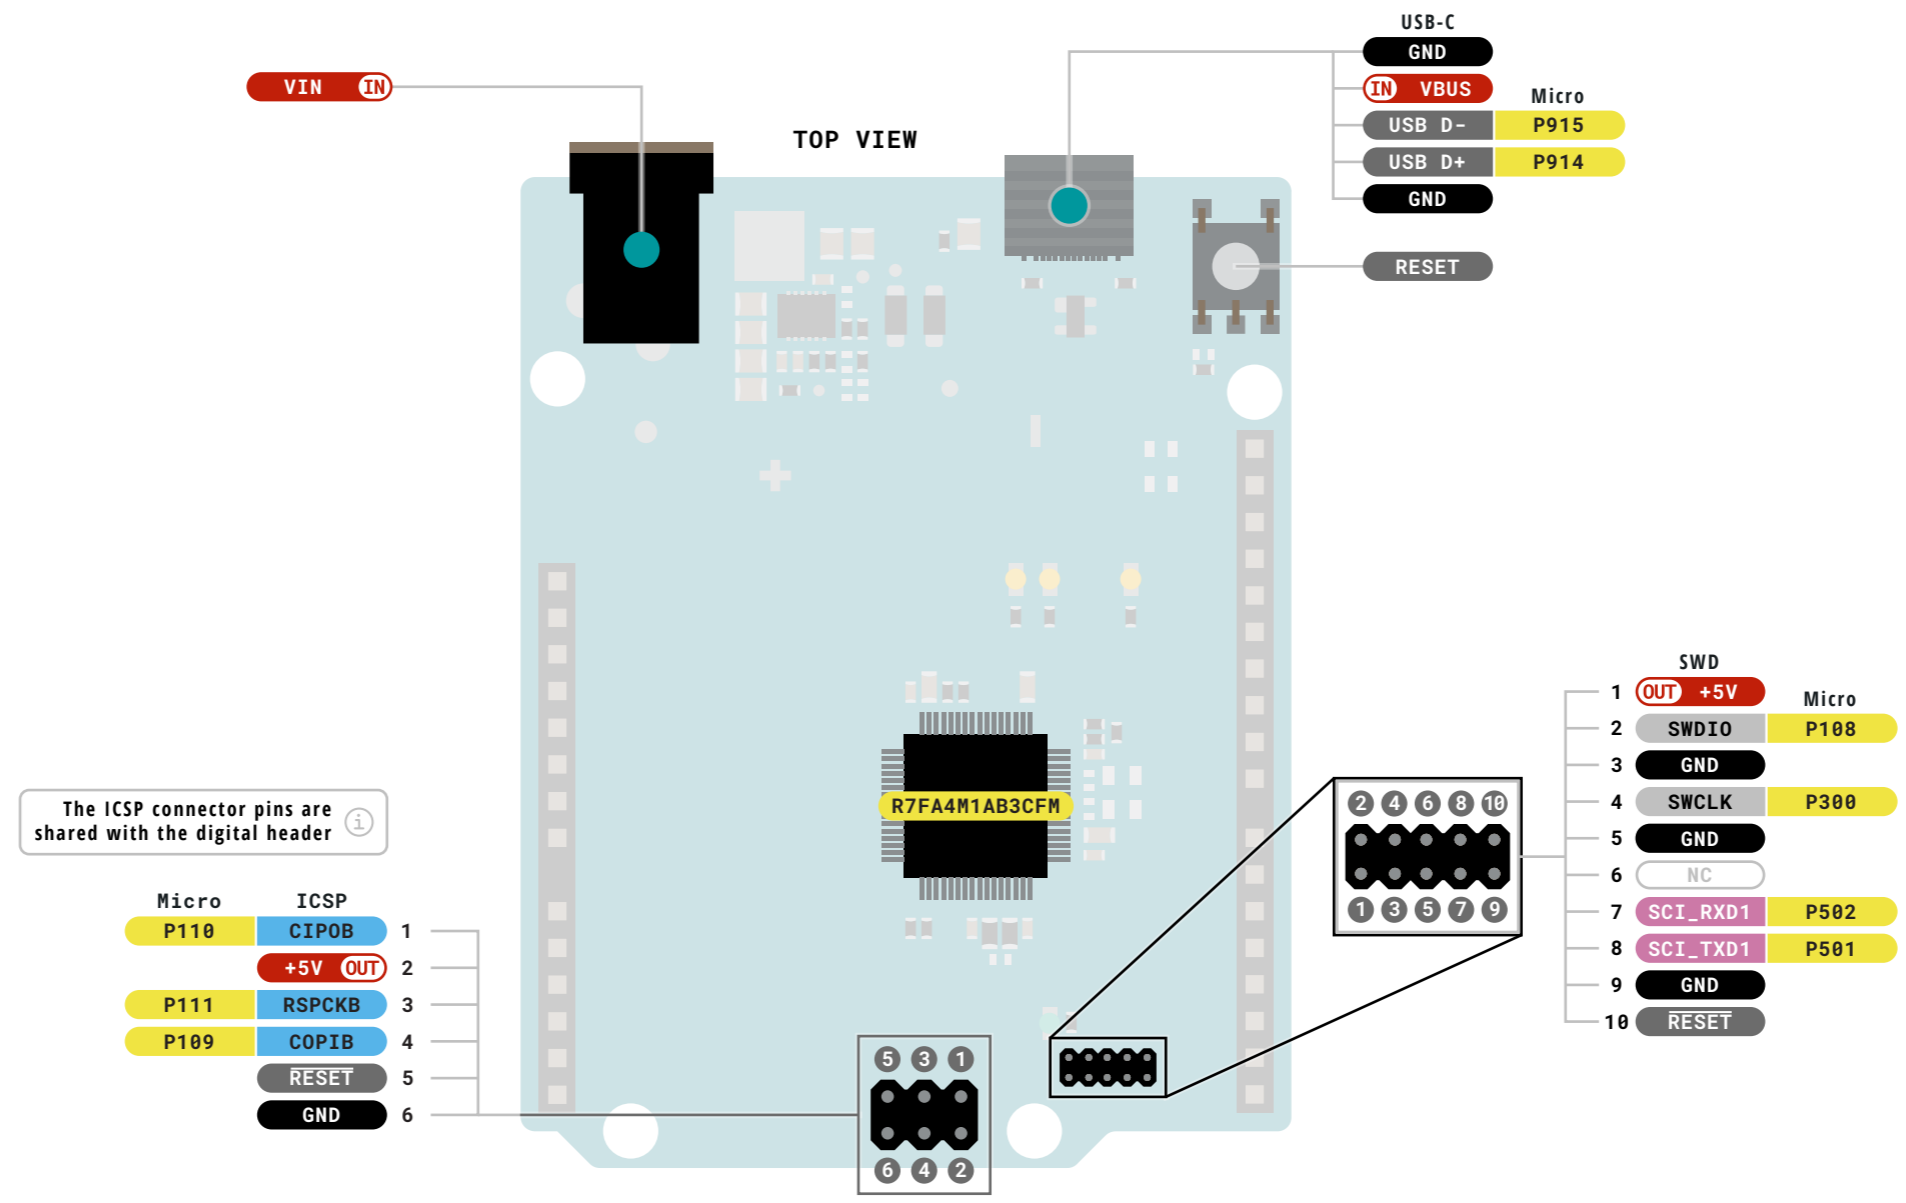 USB-C
GND
VIN IN
IN VBUS
Micro
USB D- P915
TOP VIEW
USB D+ P914
GND
RESET
SWD
1 OUT +5V
Micro
2 SWDIO P108
3 GND
4 SWCLK P300
5 GND
6 NC
7 SCI_RXD1 P502
8 SCI_TXD1 P501
9 GND
10 RESET
2 4 6 8 10
1 3 5 7 9
R7FA4M1AB3CFM
The ICSP connector pins are
shared with the digital header
i
Micro ICSP
P110 CIPOB 1
+5V OUT 2
P111 RSPCKB 3
P109 COPIB 4
RESET 5
GND 6
5 3 1
6 4 2